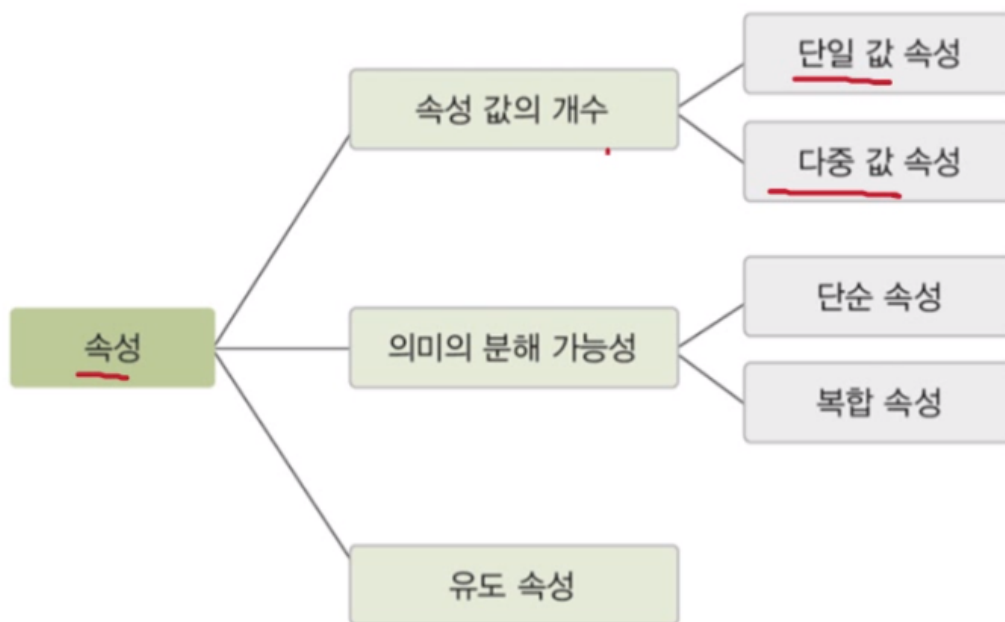 속성
속성 값의 개수
단일 값 속성
다중 값 속성
의미의 분해 가능성
단순 속성
복합 속성
유도 속성